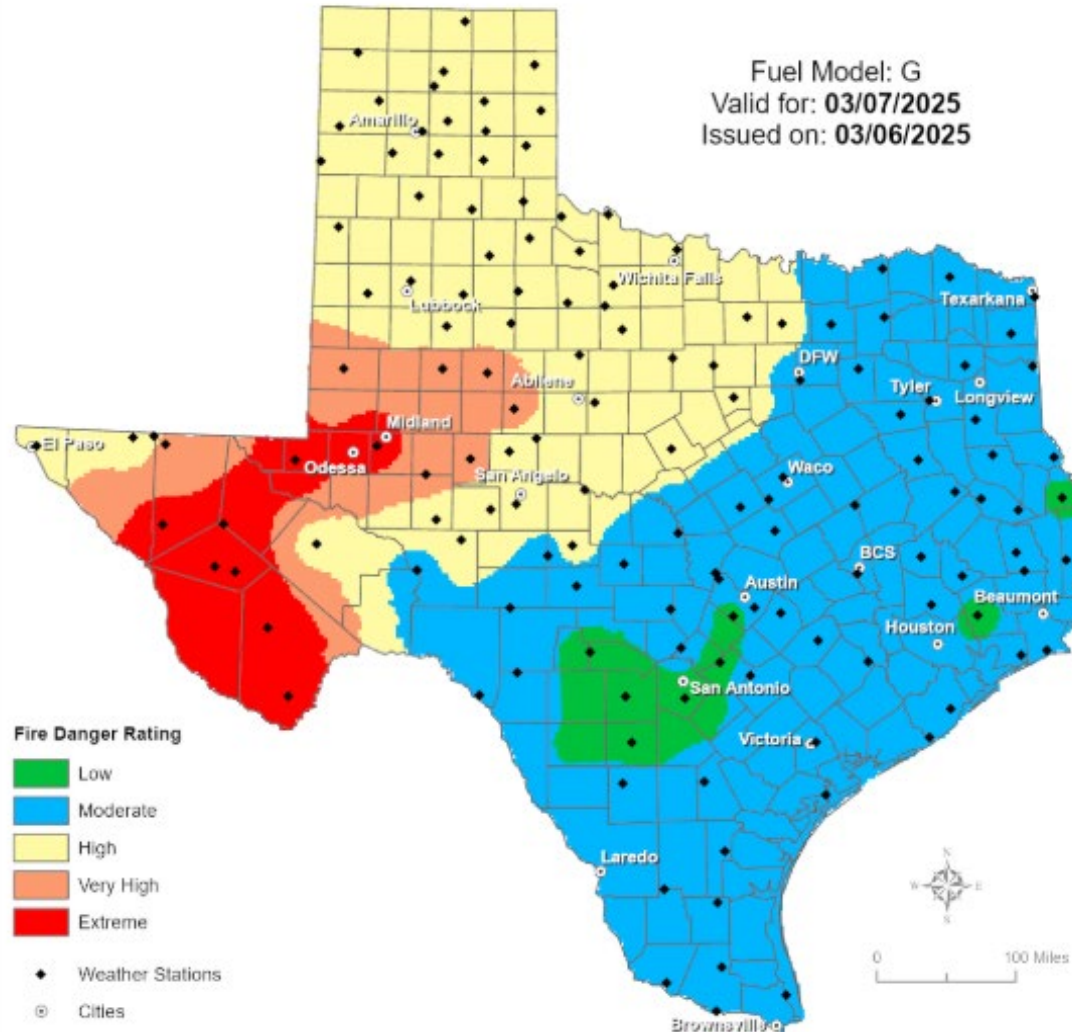 Fuel Model: G
Valid for: 03/07/2025
Issued on: 03/06/2025
Amarillo
Wichita Falls
Lubbock
Texarkana
DFW
Abilene
Tyler
Longview
Midland
El Paso
Odessa
San Angelo
Waco
BCS
Austin
Beaumont
Houston
San Antonio
Victoria
Laredo
Brownsville
Fire Danger Rating
Low
Moderate
High
Very High
Extreme
Weather Stations
Cities
N
W E
S
0 100 Miles